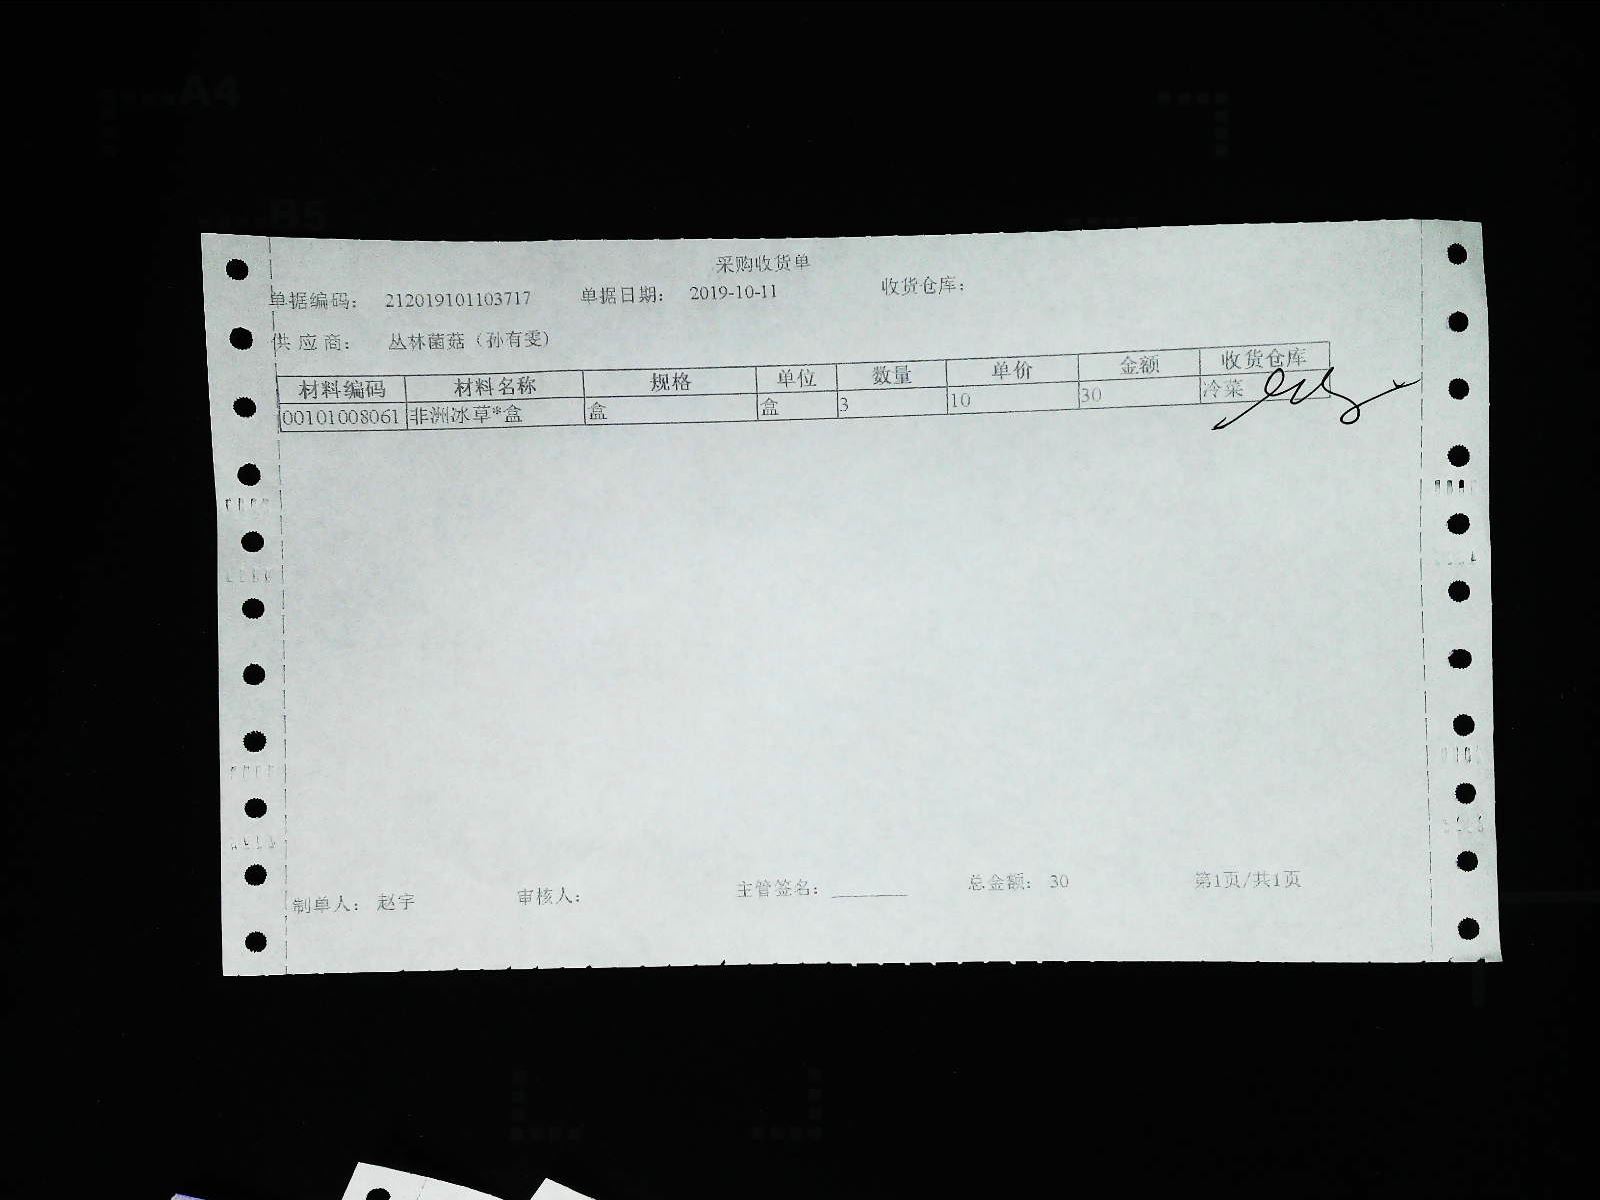 A4
B5
采购收货单
单据编码： 212019101103717 单据日期： 2019-10-11 收货仓库：
供应商： 丛林菌菇（孙有雯）
材料编码 材料名称 规格 单位 数量 单价 金额 收货仓库
00101008061 非洲冰草*盒 盒 盒 3 10 30 冷菜
制单人： 赵宇 审核人： 主管签名： 总金额： 30 第1页/共1页